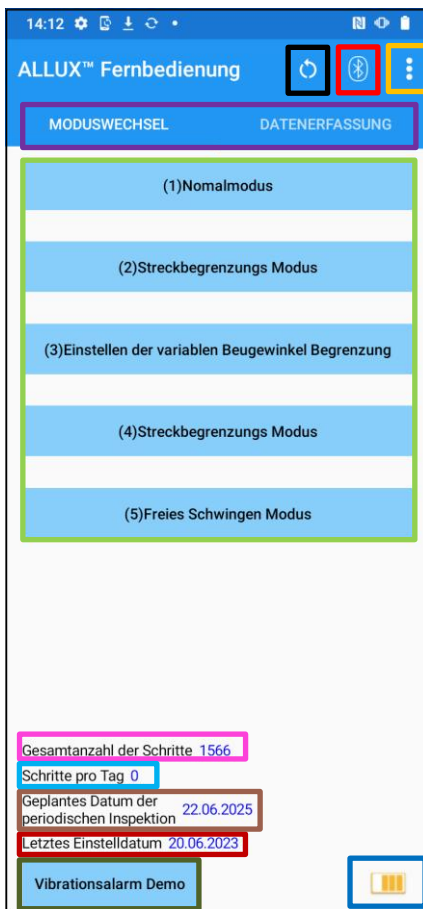 14:12
ALLUX™ Fernbedienung
MODUSWECHSEL DATENERFASSUNG
(1)Nomalmodus
(2)Streckbegrenzungs Modus
(3)Einstellen der variablen Beugewinkel Begrenzung
(4)Streckbegrenzungs Modus
(5)Freies Schwingen Modus
Gesamtanzahl der Schritte 1566
Schritte pro Tag 0
Geplantes Datum der
periodischen Inspektion 22.06.2025
Letztes Einstelldatum 20.06.2023
Vibrationsalarm Demo